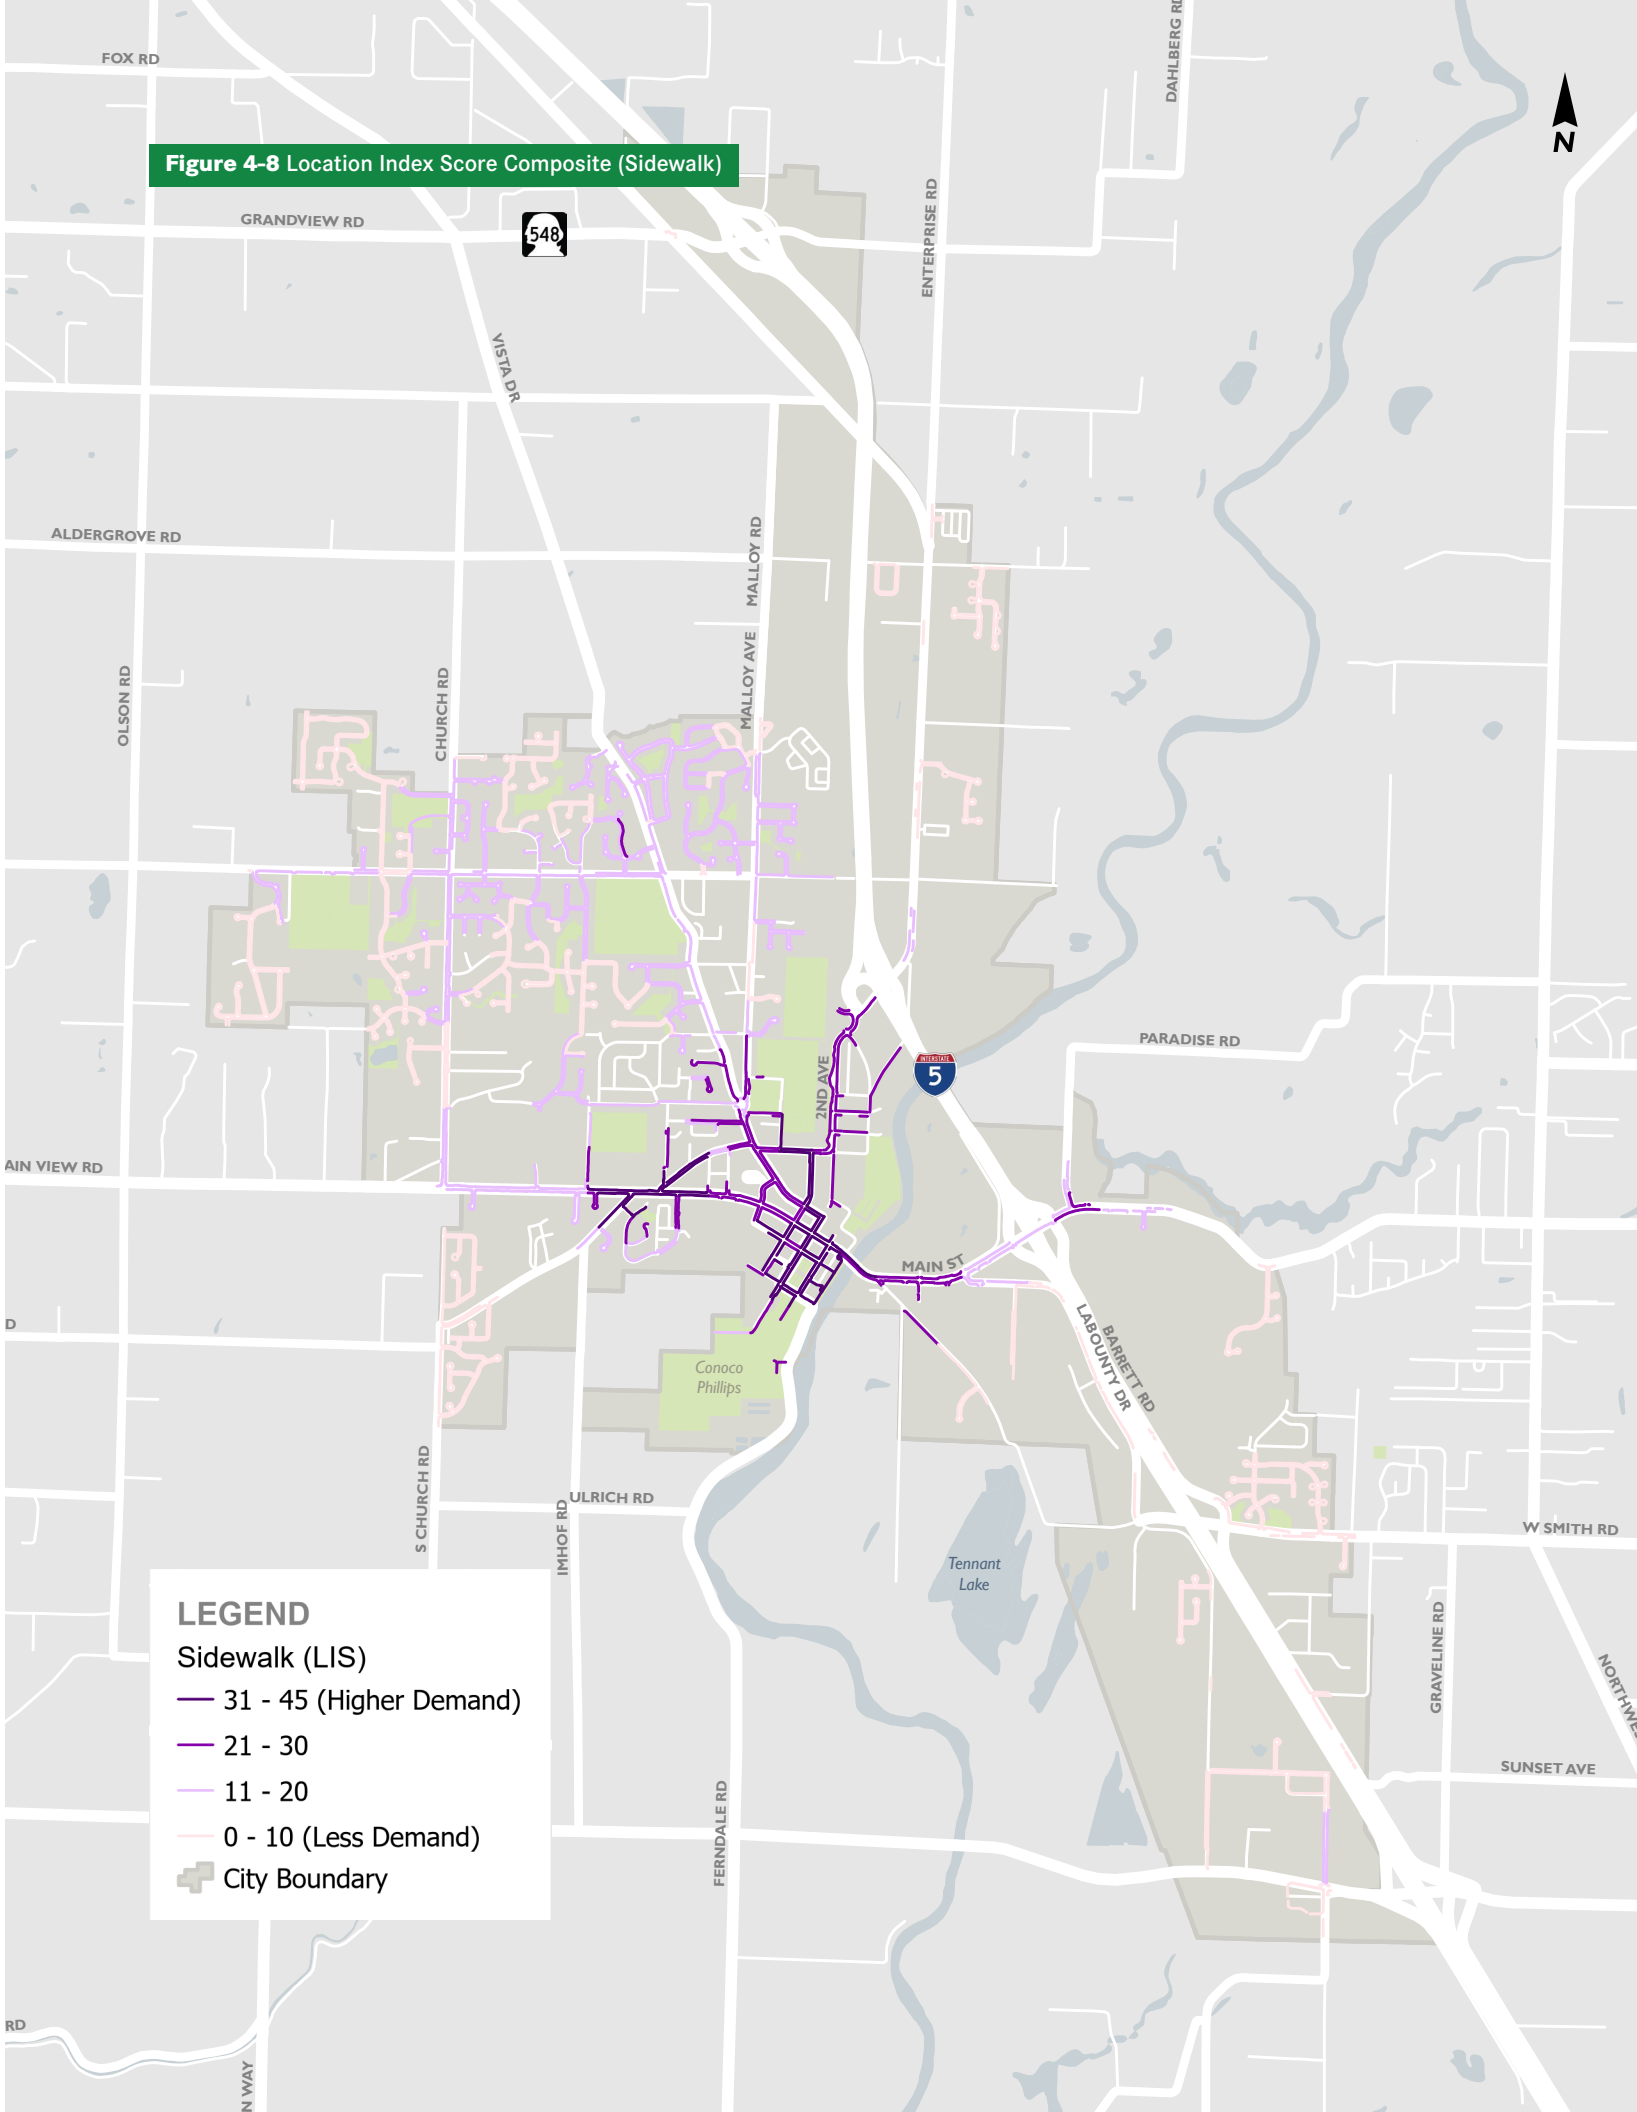 FOX RD
DAHLBERG RD
N
Figure 4-8 Location Index Score Composite (Sidewalk)
GRANDVIEW RD
548
ENTERPRISE RD
VISTA DR
ALDERGROVE RD
MALLOY RD
MALLOY AVE
OLSON RD
CHURCH RD
PARADISE RD
INTERSTATE
5
2ND AVE
AIN VIEW RD
MAIN ST
D
BARRETT RD
LABOUNTY DR
Conoco
Phillips
S CHURCH RD
ULRICH RD
IMHOF RD
W SMITH RD
Tennant
Lake
LEGEND
Sidewalk (LIS)
31 - 45 (Higher Demand)
21 - 30
11 - 20
0 - 10 (Less Demand)
City Boundary
GRAVELINE RD
NORTHWE
SUNSET AVE
FERNDALE RD
RD
N WAY